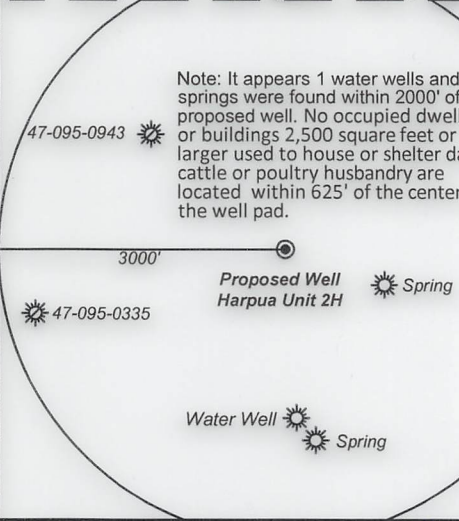 Note: It appears 1 water wells and
springs were found within 2000' of
proposed well. No occupied
or buildings 2,500 square feet or
larger used to house or shelter
cattle or poultry husbandry are
located within 625' of the
the well pad.
47-095-0943
3000'
Proposed Well
Harpua Unit 2H
Spring
47-095-0335
Water Well
Spring